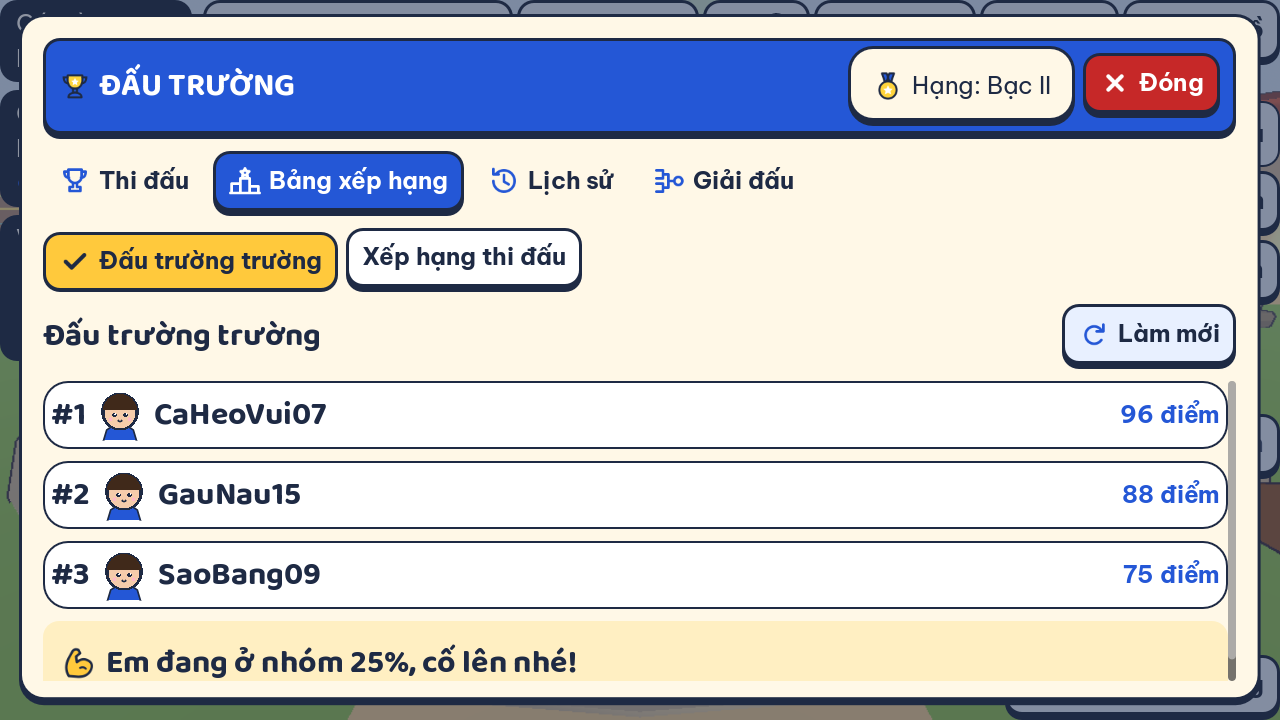 ĐẤU TRƯỜNG
Hạng: Bạc II
Đóng
Thi đấu
Bảng xếp hạng
Lịch sử
Giải đấu
Đấu trường trường
Xếp hạng thi đấu
Đấu trường trường
Làm mới
#1 CaHeoVui07 96 điểm
#2 GauNau15 88 điểm
#3 SaoBang09 75 điểm
Em đang ở nhóm 25%, cố lên nhé!